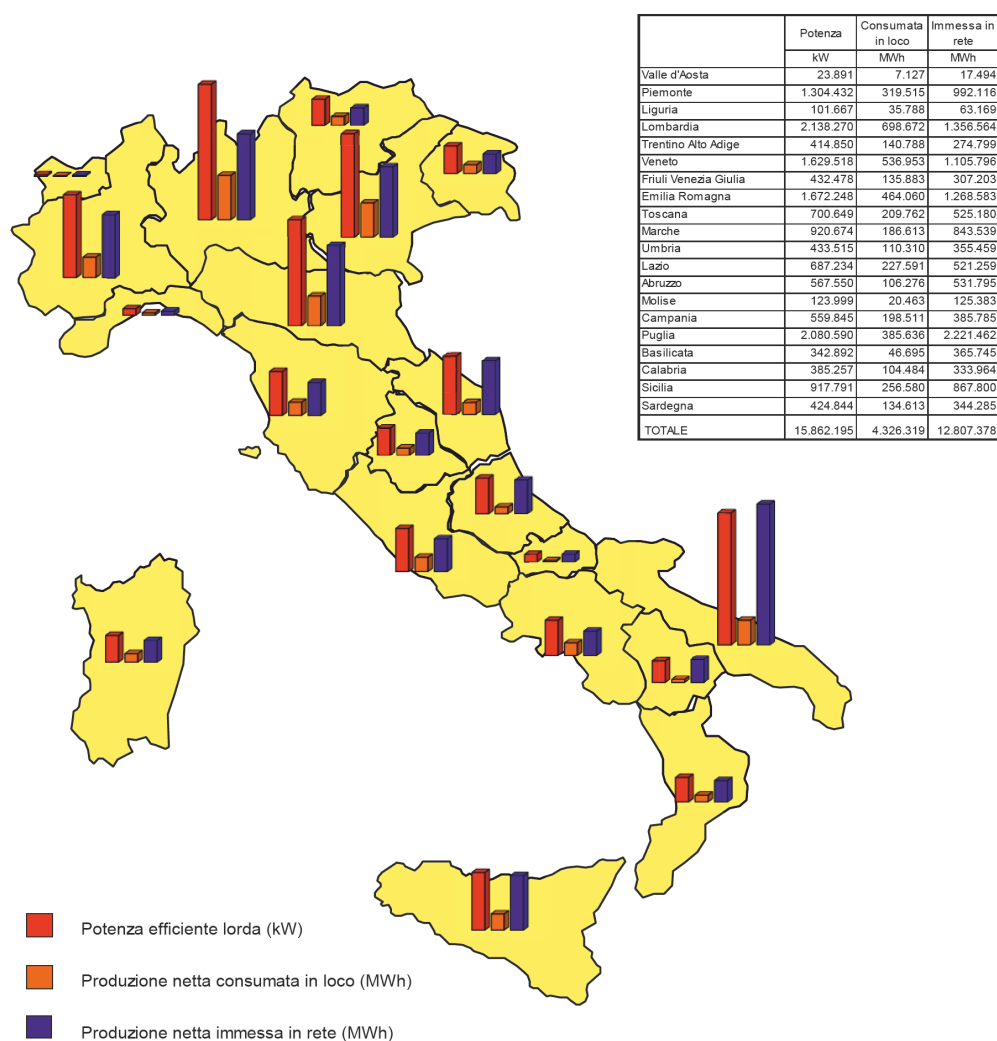 Potenza Consumata in loco Immessa in rete
kW MWh MWh
Valle d'Aosta 23.891 7.127 17.494
Piemonte 1.304.432 319.515 992.116
Liguria 101.667 35.788 63.169
Lombardia 2.138.270 698.672 1.356.564
Trentino Alto Adige 414.850 140.788 274.799
Veneto 1.629.518 536.953 1.105.796
Friuli Venezia Giulia 432.478 135.883 307.203
Emilia Romagna 1.672.248 464.060 1.268.583
Toscana 700.649 209.762 525.180
Marche 920.674 186.613 843.539
Umbria 433.515 110.310 355.459
Lazio 687.234 227.591 521.259
Abruzzo 567.550 106.276 531.795
Molise 123.999 20.463 125.383
Campania 559.845 198.511 385.785
Puglia 2.080.590 385.636 2.221.462
Basilicata 342.892 46.695 365.745
Calabria 385.257 104.484 333.964
Sicilia 917.791 256.580 867.800
Sardegna 424.844 134.613 344.285
TOTALE 15.862.195 4.326.319 12.807.378
Potenza efficiente lorda (kW)
Produzione netta consumata in loco (MWh)
Produzione netta immessa in rete (MWh)